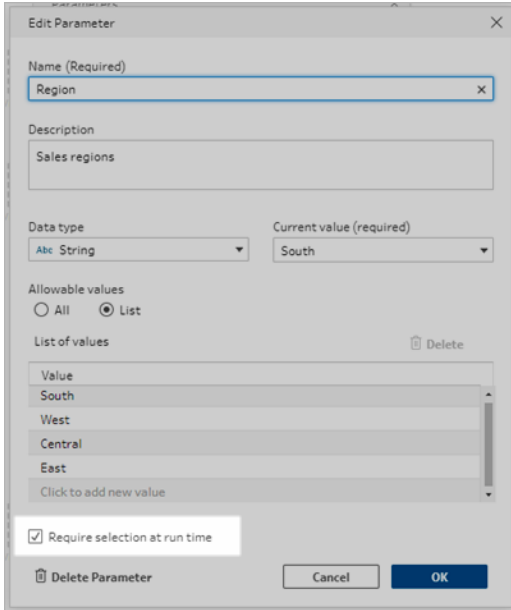 Parameters
Edit Parameter
Name (Required)
Region
Description
Sales regions
Data type
Current value (required)
Abc String
South
Allowable values
All
List
List of values
Delete
Value
South
West
Central
East
Click to add new value
Require selection at run time
Delete Parameter
Cancel
OK